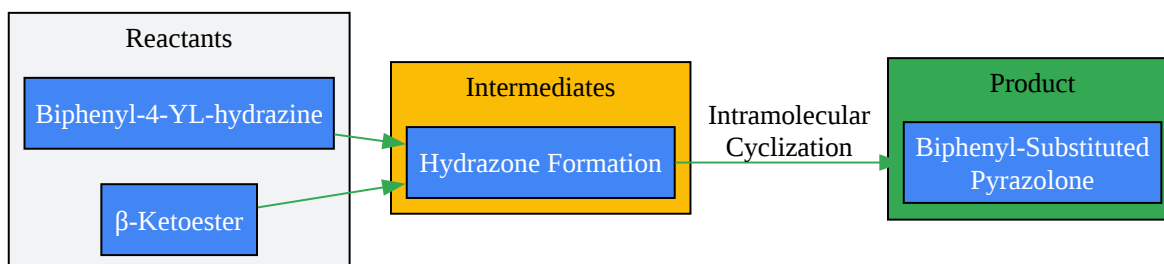 Reactants
Biphenyl-4-YL-hydrazine
β-Ketoester
Intermediates
Hydrazone Formation
Intramolecular
Cyclization
Product
Biphenyl-Substituted
Pyrazolone